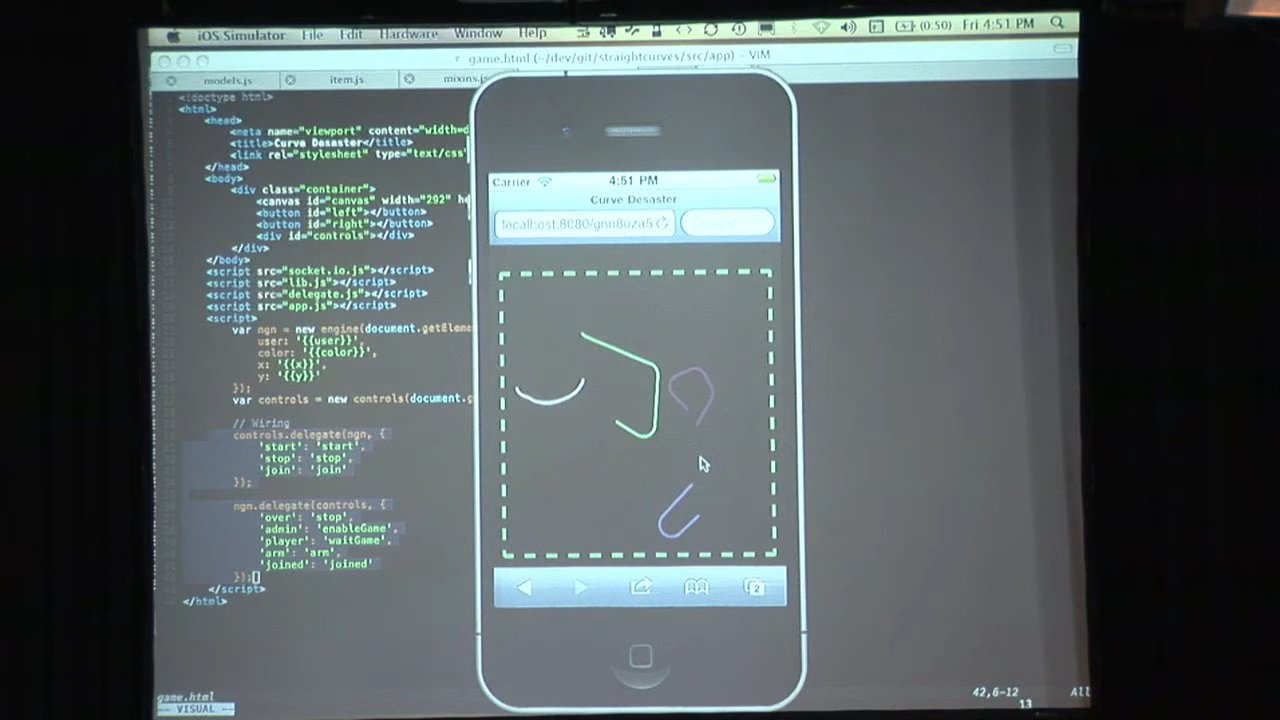 iOS Simulator File Edit Hardware Window Help (0:50) Fri 4:51 PM
game.html (~/dev/git/straightcurves/src/app) - VIM
models.js item.js mixins.js
<!doctype html>
<html>
<head>
<meta name="viewport" content="width=d
<title>Curve Desaster</title>
<link rel="stylesheet" type="text/css"
</head>
<body>
<div class="container">
<canvas id="canvas" width="292" he
<button id="left"></button>
<button id="right"></button>
<div id="controls"></div>
</div>
</body>
<script src="socket.io.js"></script>
<script src="lib.js"></script>
<script src="delegate.js"></script>
<script src="app.js"></script>
<script>
var ngn = new engine(document.getEleme
user: '{{user}}',
color: '{{color}}',
x: '{{x}}',
y: '{{y}}'
});
var controls = new controls(document.g
// Wiring
controls.delegate(ngn, {
'start': 'start',
'stop': 'stop',
'join': 'join'
});
ngn.delegate(controls, {
'over': 'stop',
'admin': 'enableGame',
'player': 'waitGame',
'arm': 'arm',
'joined': 'joined'
});
</script>
</html>
game.html 42,6-12 All
-- VISUAL -- 13
Carrier 4:51 PM
Curve Desaster
localhost:8080/gnn8uza5
2